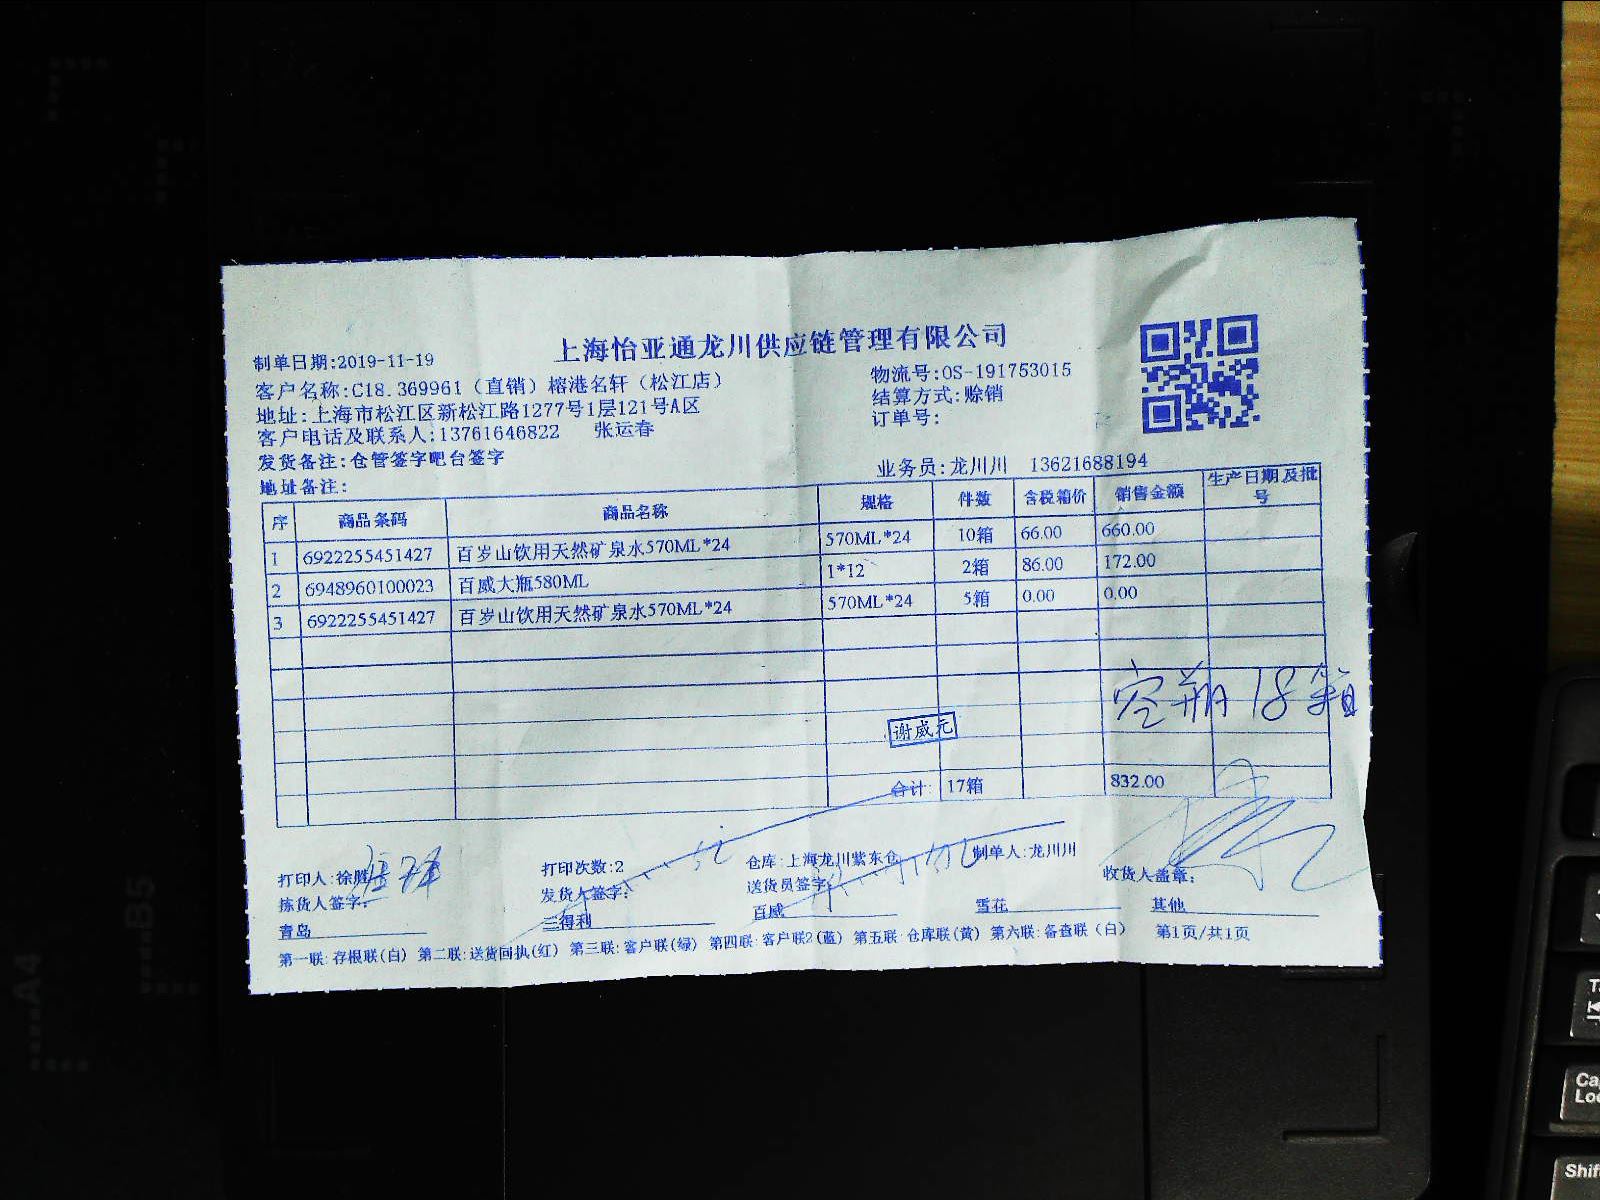 上海怡亚通龙川供应链管理有限公司
制单日期:2019-11-19
客户名称:C18.369961（直销）榕港名轩（松江店）
物流号:OS-191753015
地址:上海市松江区新松江路1277号1层121号A区
结算方式:赊销
客户电话及联系人:13761646822 张运春
订单号:
发货备注:仓管签字吧台签字
业务员:龙川川 13621688194
地址备注:
序 商品条码 商品名称 规格 件数 含税箱价 销售金额 生产日期及批号
1 6922255451427 百岁山饮用天然矿泉水570ML*24 570ML*24 10箱 66.00 660.00
2 6948960100023 百威大瓶580ML 1*12 2箱 86.00 172.00
3 6922255451427 百岁山饮用天然矿泉水570ML*24 570ML*24 5箱 0.00 0.00
空瓶18箱
谢威元
合计: 17箱 832.00
打印人:徐胜 打印次数:2 仓库:上海龙川紫东仓 制单人:龙川川
拣货人签字: 发货人签字: 送货员签字: 收货人盖章:
青岛 三得利 百威 雪花 其他
第一联:存根联(白) 第二联:送货回执(红) 第三联:客户联(绿) 第四联:客户联2(蓝) 第五联:仓库联(黄) 第六联:备查联(白) 第1页/共1页
A4
B5
Shif